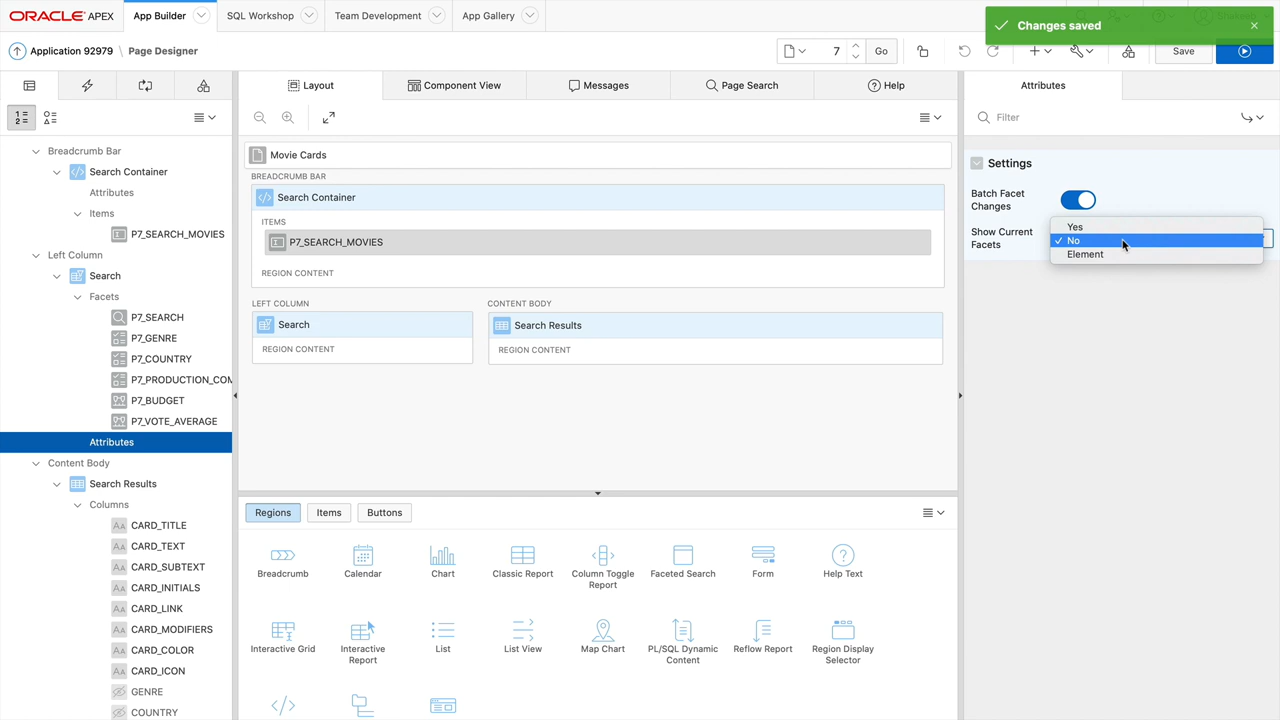 ORACLE APEX
App Builder
SQL Workshop
Team Development
App Gallery
Changes saved
Application 92979 \ Page Designer
7
Go
Save
Layout
Component View
Messages
Page Search
Help
Attributes
Filter
Breadcrumb Bar
Search Container
Attributes
Items
P7_SEARCH_MOVIES
Left Column
Search
Facets
P7_SEARCH
P7_GENRE
P7_COUNTRY
P7_PRODUCTION_COM
P7_BUDGET
P7_VOTE_AVERAGE
Attributes
Content Body
Search Results
Columns
CARD_TITLE
CARD_TEXT
CARD_SUBTEXT
CARD_INITIALS
CARD_LINK
CARD_MODIFIERS
CARD_COLOR
CARD_ICON
GENRE
COUNTRY
Movie Cards
BREADCRUMB BAR
Search Container
ITEMS
P7_SEARCH_MOVIES
REGION CONTENT
LEFT COLUMN
Search
REGION CONTENT
CONTENT BODY
Search Results
REGION CONTENT
Regions
Items
Buttons
Breadcrumb
Calendar
Chart
Classic Report
Column Toggle
Report
Faceted Search
Form
Help Text
Interactive Grid
Interactive
Report
List
List View
Map Chart
PL/SQL Dynamic
Content
Reflow Report
Region Display
Selector
Settings
Batch Facet
Changes
Show Current
Facets
Yes
No
Element